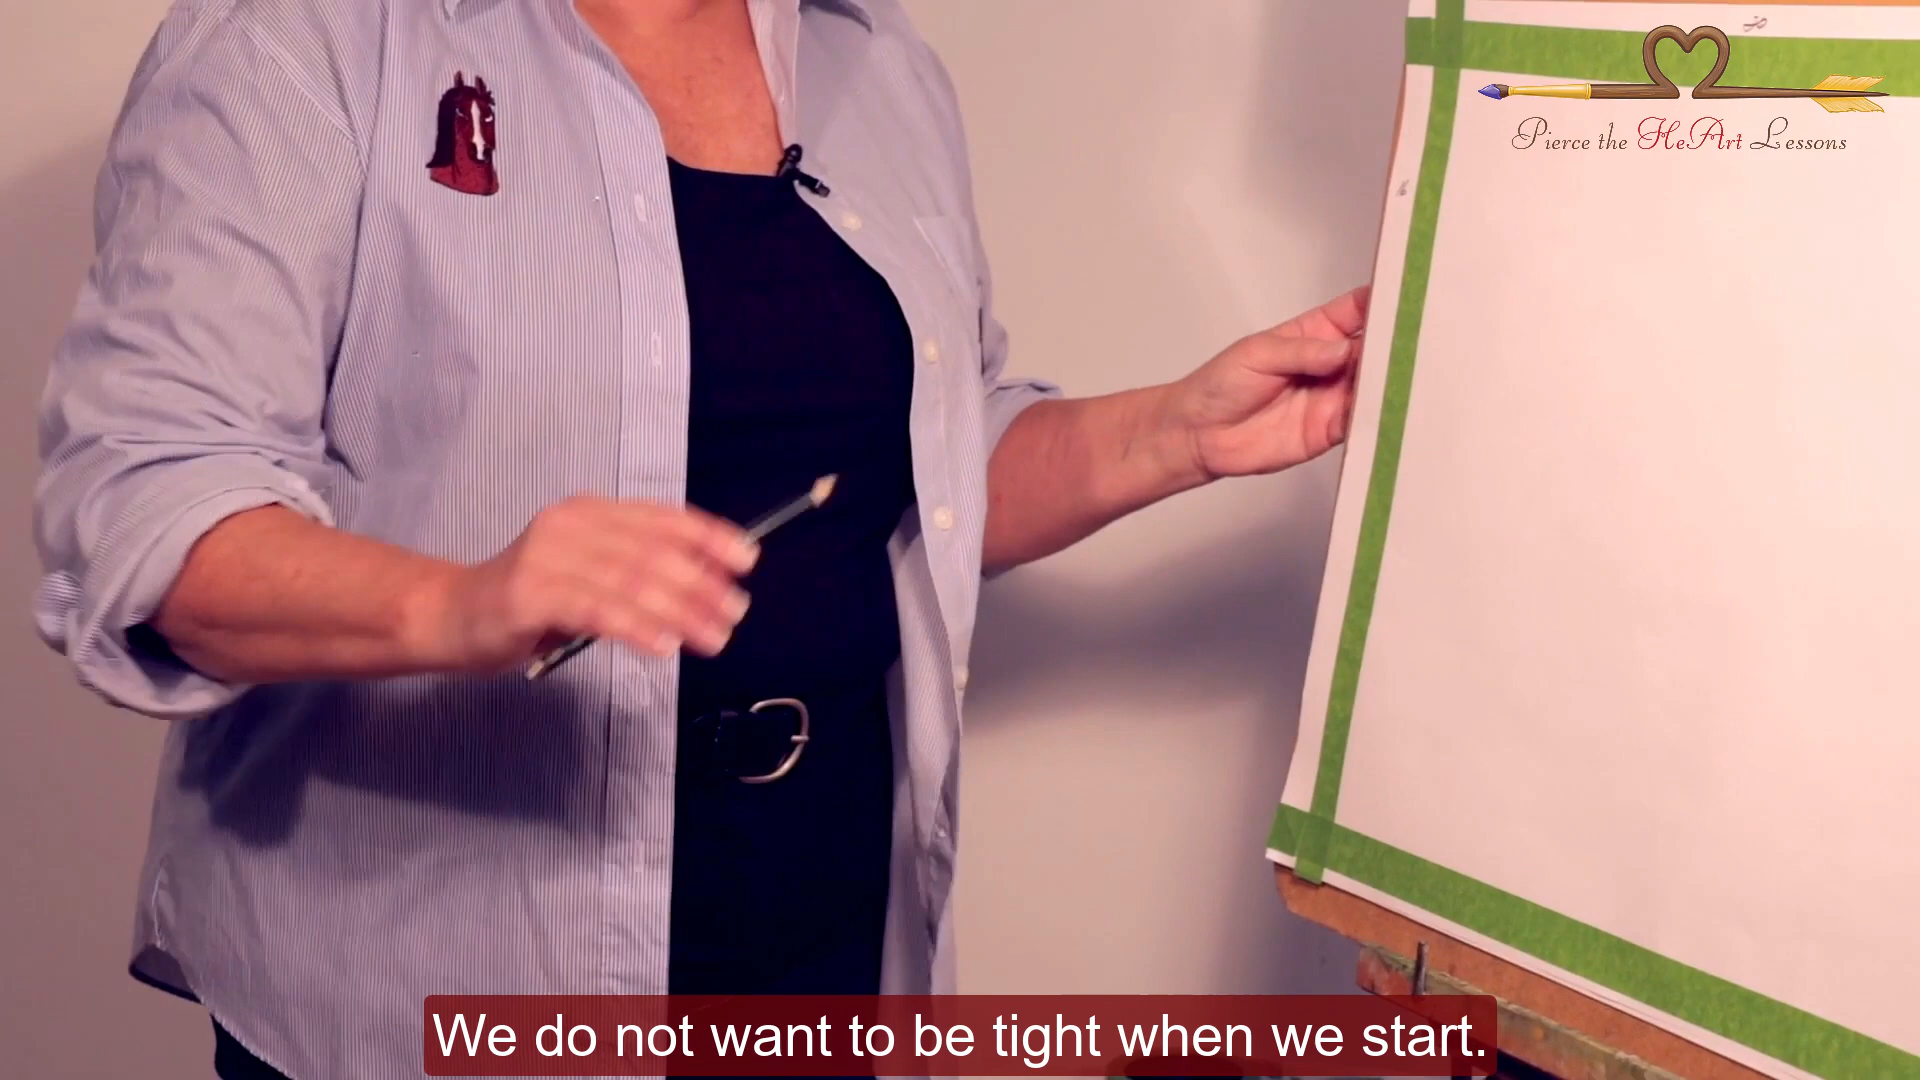 Pierce the HeArt Lessons
We do not want to be tight when we start.